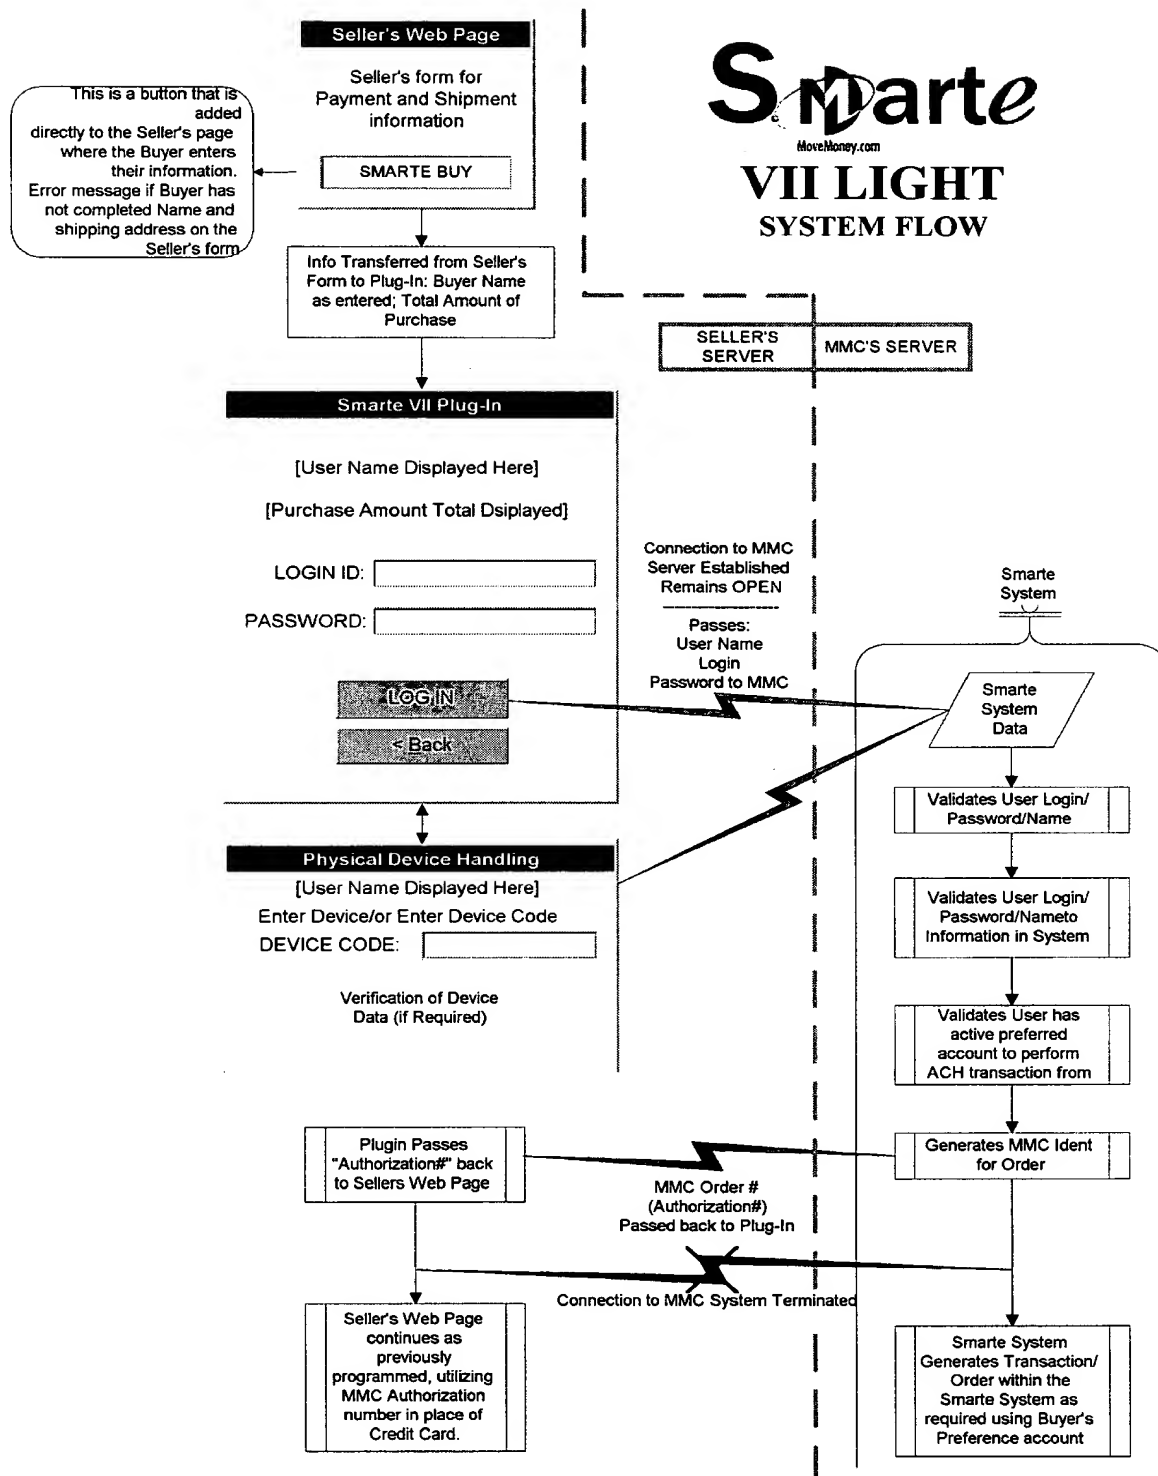 Seller's Web Page
Seller's form for
Payment and Shipment
information
SMARTE BUY
This is a button that is
added
directly to the Seller's page
where the Buyer enters
their information.
Error message if Buyer has
not completed Name and
shipping address on the
Seller's form
Smarte
MoveMoney.com
VII LIGHT
SYSTEM FLOW
Info Transferred from Seller's
Form to Plug-In: Buyer Name
as entered; Total Amount of
Purchase
SELLER'S
SERVER
MMC'S SERVER
Smarte VII Plug-In
[User Name Displayed Here]
[Purchase Amount Total Dsiplayed]
LOGIN ID:
PASSWORD:
LOG IN
< Back
Connection to MMC
Server Established
Remains OPEN
Passes:
User Name
Login
Password to MMC
Smarte
System
Smarte
System
Data
Validates User Login/
Password/Name
Physical Device Handling
[User Name Displayed Here]
Enter Device/or Enter Device Code
DEVICE CODE:
Verification of Device
Data (if Required)
Validates User Login/
Password/Nameto
Information in System
Validates User has
active preferred
account to perform
ACH transaction from
Generates MMC Ident
for Order
Plugin Passes
"Authorization#" back
to Sellers Web Page
MMC Order #
(Authorization#)
Passed back to Plug-In
Connection to MMC System Terminated
Seller's Web Page
continues as
previously
programmed, utilizing
MMC Authorization
number in place of
Credit Card.
Smarte System
Generates Transaction/
Order within the
Smarte System as
required using Buyer's
Preference account